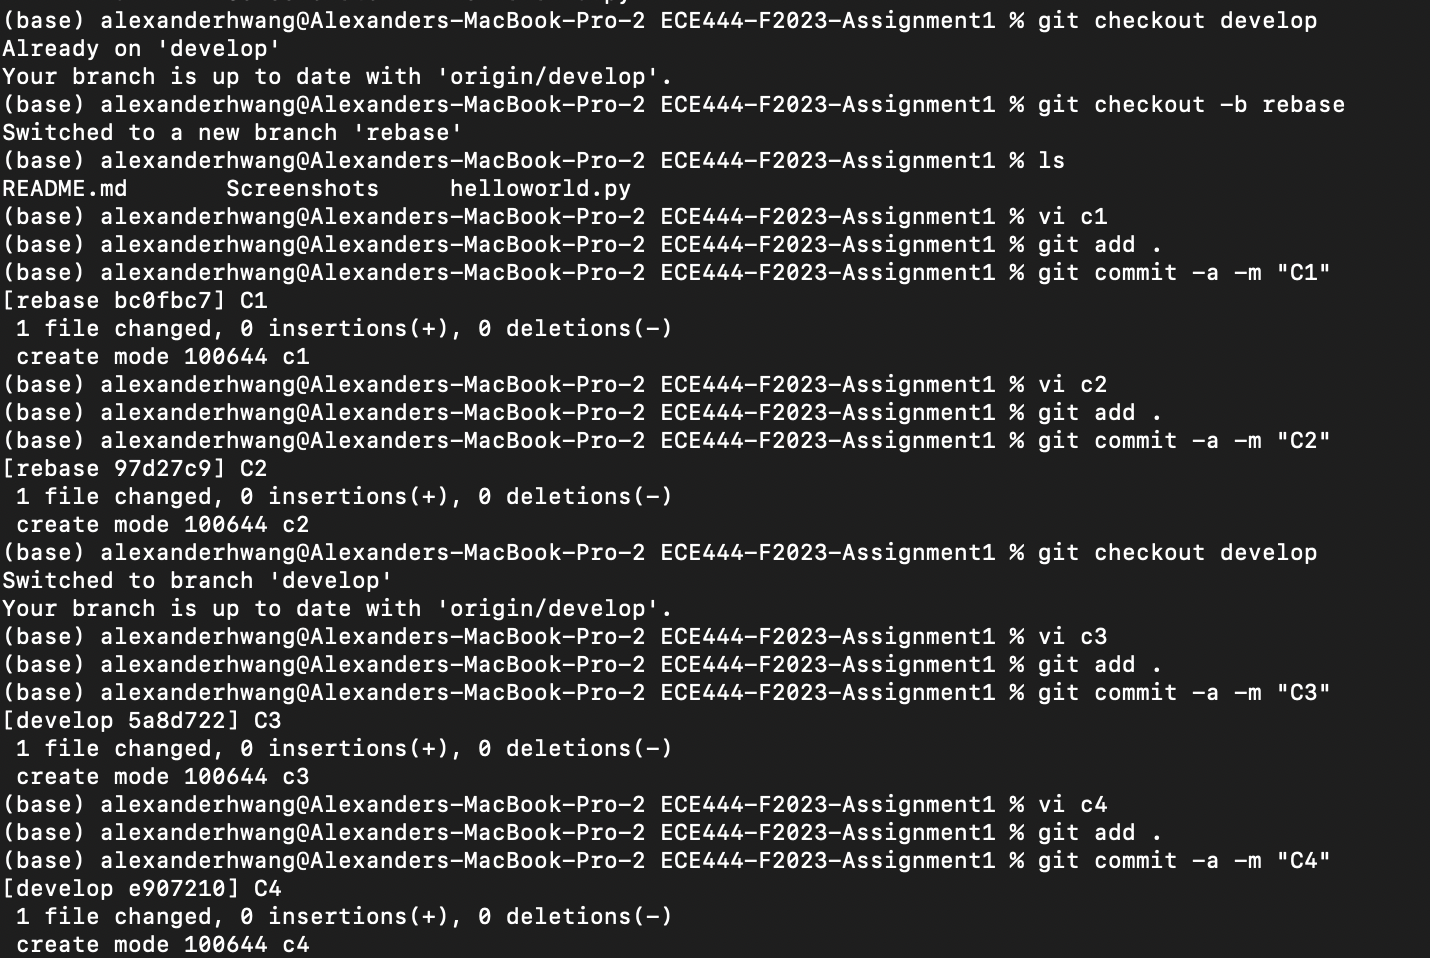 (base) alexanderhwang@Alexanders-MacBook-Pro-2 ECE444-F2023-Assignment1 % git checkout develop
Already on 'develop'
Your branch is up to date with 'origin/develop'.
(base) alexanderhwang@Alexanders-MacBook-Pro-2 ECE444-F2023-Assignment1 % git checkout -b rebase
Switched to a new branch 'rebase'
(base) alexanderhwang@Alexanders-MacBook-Pro-2 ECE444-F2023-Assignment1 % ls
README.md       Screenshots     helloworld.py
(base) alexanderhwang@Alexanders-MacBook-Pro-2 ECE444-F2023-Assignment1 % vi c1
(base) alexanderhwang@Alexanders-MacBook-Pro-2 ECE444-F2023-Assignment1 % git add .
(base) alexanderhwang@Alexanders-MacBook-Pro-2 ECE444-F2023-Assignment1 % git commit -a -m "C1"
[rebase bc0fbc7] C1
 1 file changed, 0 insertions(+), 0 deletions(-)
 create mode 100644 c1
(base) alexanderhwang@Alexanders-MacBook-Pro-2 ECE444-F2023-Assignment1 % vi c2
(base) alexanderhwang@Alexanders-MacBook-Pro-2 ECE444-F2023-Assignment1 % git add .
(base) alexanderhwang@Alexanders-MacBook-Pro-2 ECE444-F2023-Assignment1 % git commit -a -m "C2"
[rebase 97d27c9] C2
 1 file changed, 0 insertions(+), 0 deletions(-)
 create mode 100644 c2
(base) alexanderhwang@Alexanders-MacBook-Pro-2 ECE444-F2023-Assignment1 % git checkout develop
Switched to branch 'develop'
Your branch is up to date with 'origin/develop'.
(base) alexanderhwang@Alexanders-MacBook-Pro-2 ECE444-F2023-Assignment1 % vi c3
(base) alexanderhwang@Alexanders-MacBook-Pro-2 ECE444-F2023-Assignment1 % git add .
(base) alexanderhwang@Alexanders-MacBook-Pro-2 ECE444-F2023-Assignment1 % git commit -a -m "C3"
[develop 5a8d722] C3
 1 file changed, 0 insertions(+), 0 deletions(-)
 create mode 100644 c3
(base) alexanderhwang@Alexanders-MacBook-Pro-2 ECE444-F2023-Assignment1 % vi c4
(base) alexanderhwang@Alexanders-MacBook-Pro-2 ECE444-F2023-Assignment1 % git add .
(base) alexanderhwang@Alexanders-MacBook-Pro-2 ECE444-F2023-Assignment1 % git commit -a -m "C4"
[develop e907210] C4
 1 file changed, 0 insertions(+), 0 deletions(-)
 create mode 100644 c4